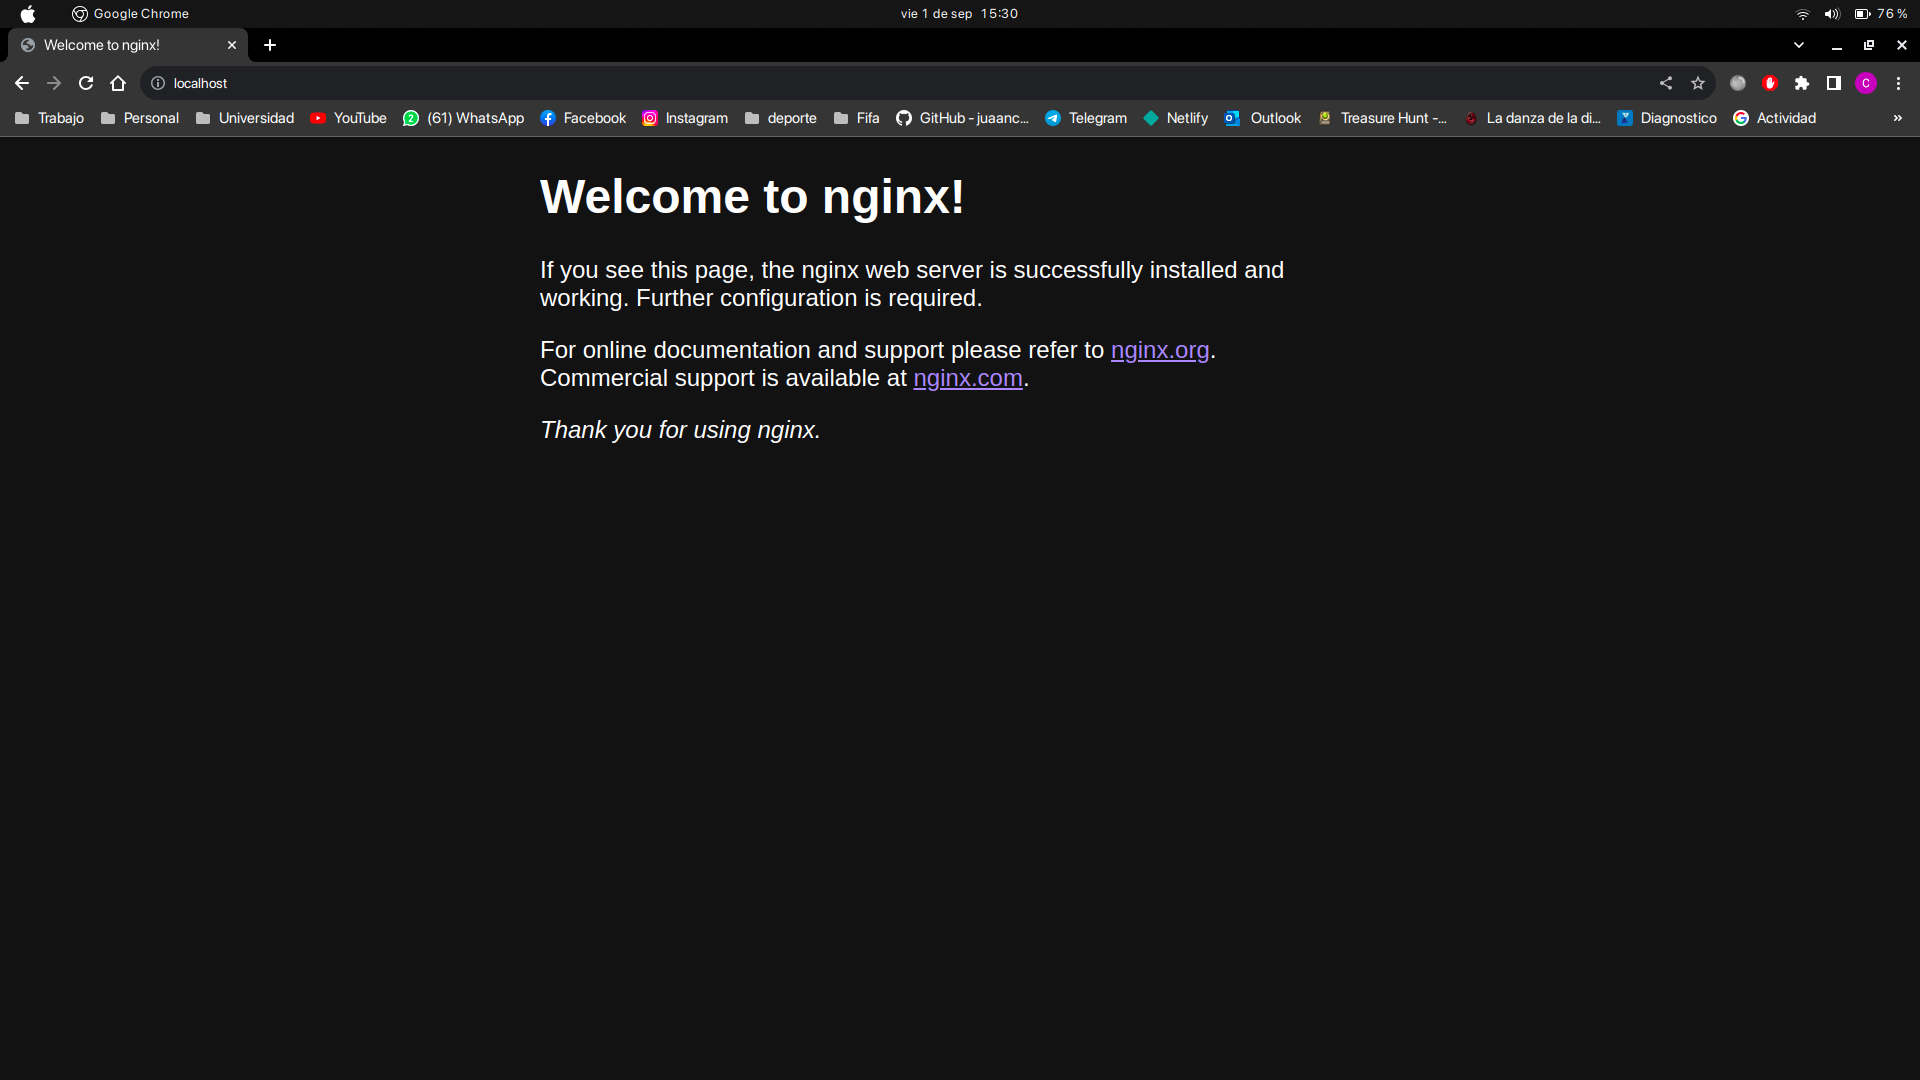 Google Chrome
vie 1 de sep 15:30
76 %
Welcome to nginx!
localhost
C
Trabajo Personal Universidad YouTube (61) WhatsApp Facebook Instagram deporte Fifa GitHub - juaanc... Telegram Netlify Outlook Treasure Hunt -... La danza de la di... Diagnostico Actividad »
Welcome to nginx!
If you see this page, the nginx web server is successfully installed and
working. Further configuration is required.
For online documentation and support please refer to nginx.org.
Commercial support is available at nginx.com.
Thank you for using nginx.